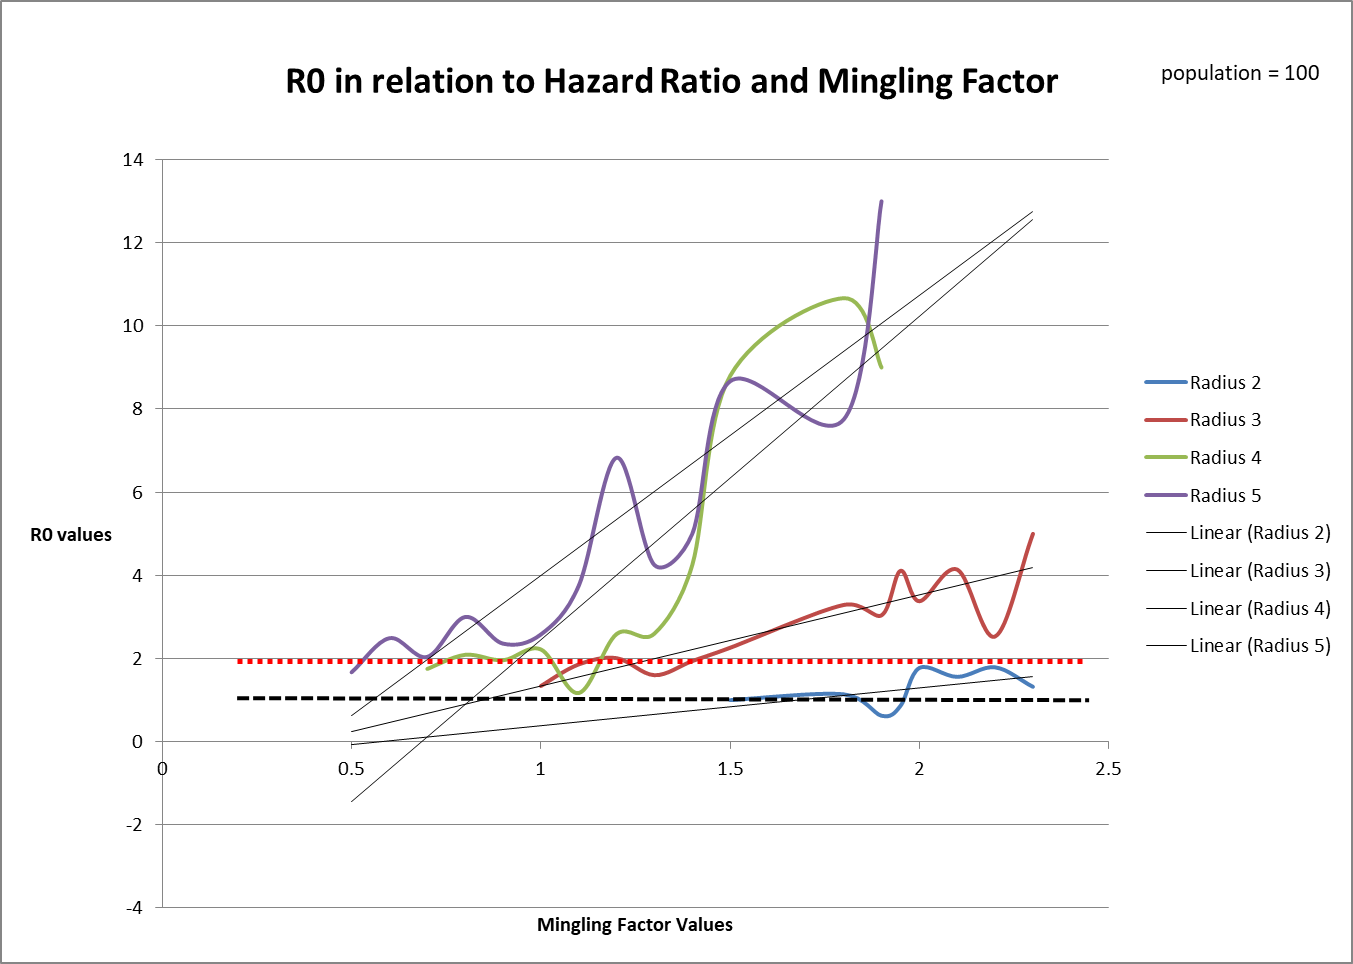 R0 in relation to Hazard Ratio and Mingling Factor
population = 100
14
12
10
8
6
4
2
0
-2
-4
R0 values
0
0.5
1
1.5
2
2.5
Mingling Factor Values
Radius 2
Radius 3
Radius 4
Radius 5
Linear (Radius 2)
Linear (Radius 3)
Linear (Radius 4)
Linear (Radius 5)